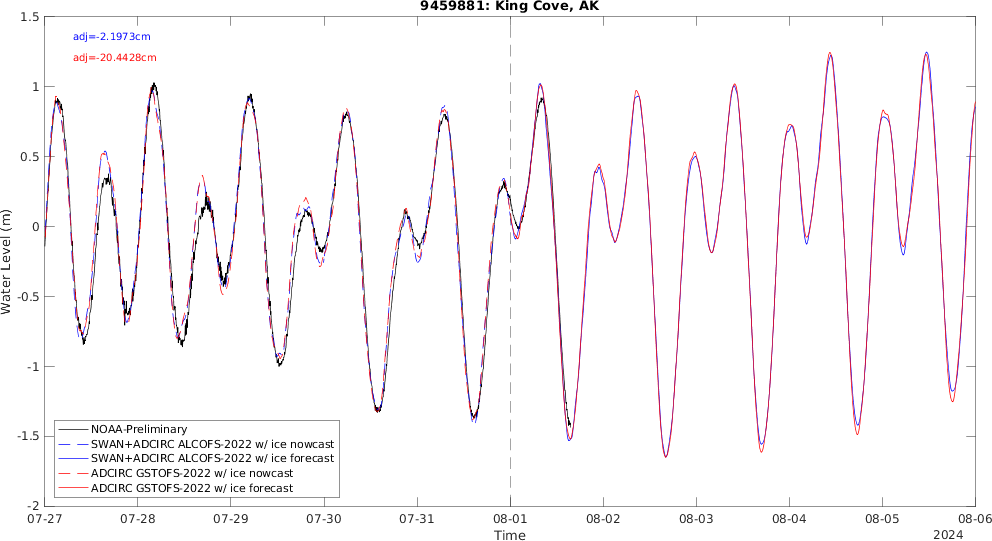 9459881: King Cove, AK
1.5
adj=-2.1973cm
adj=-20.4428cm
1
0.5
0
-0.5
-1
-1.5
-2
Water Level (m)
NOAA-Preliminary
SWAN+ADCIRC ALCOFS-2022 w/ ice nowcast
SWAN+ADCIRC ALCOFS-2022 w/ ice forecast
ADCIRC GSTOFS-2022 w/ ice nowcast
ADCIRC GSTOFS-2022 w/ ice forecast
07-27 07-28 07-29 07-30 07-31 08-01 08-02 08-03 08-04 08-05 08-06
Time
2024